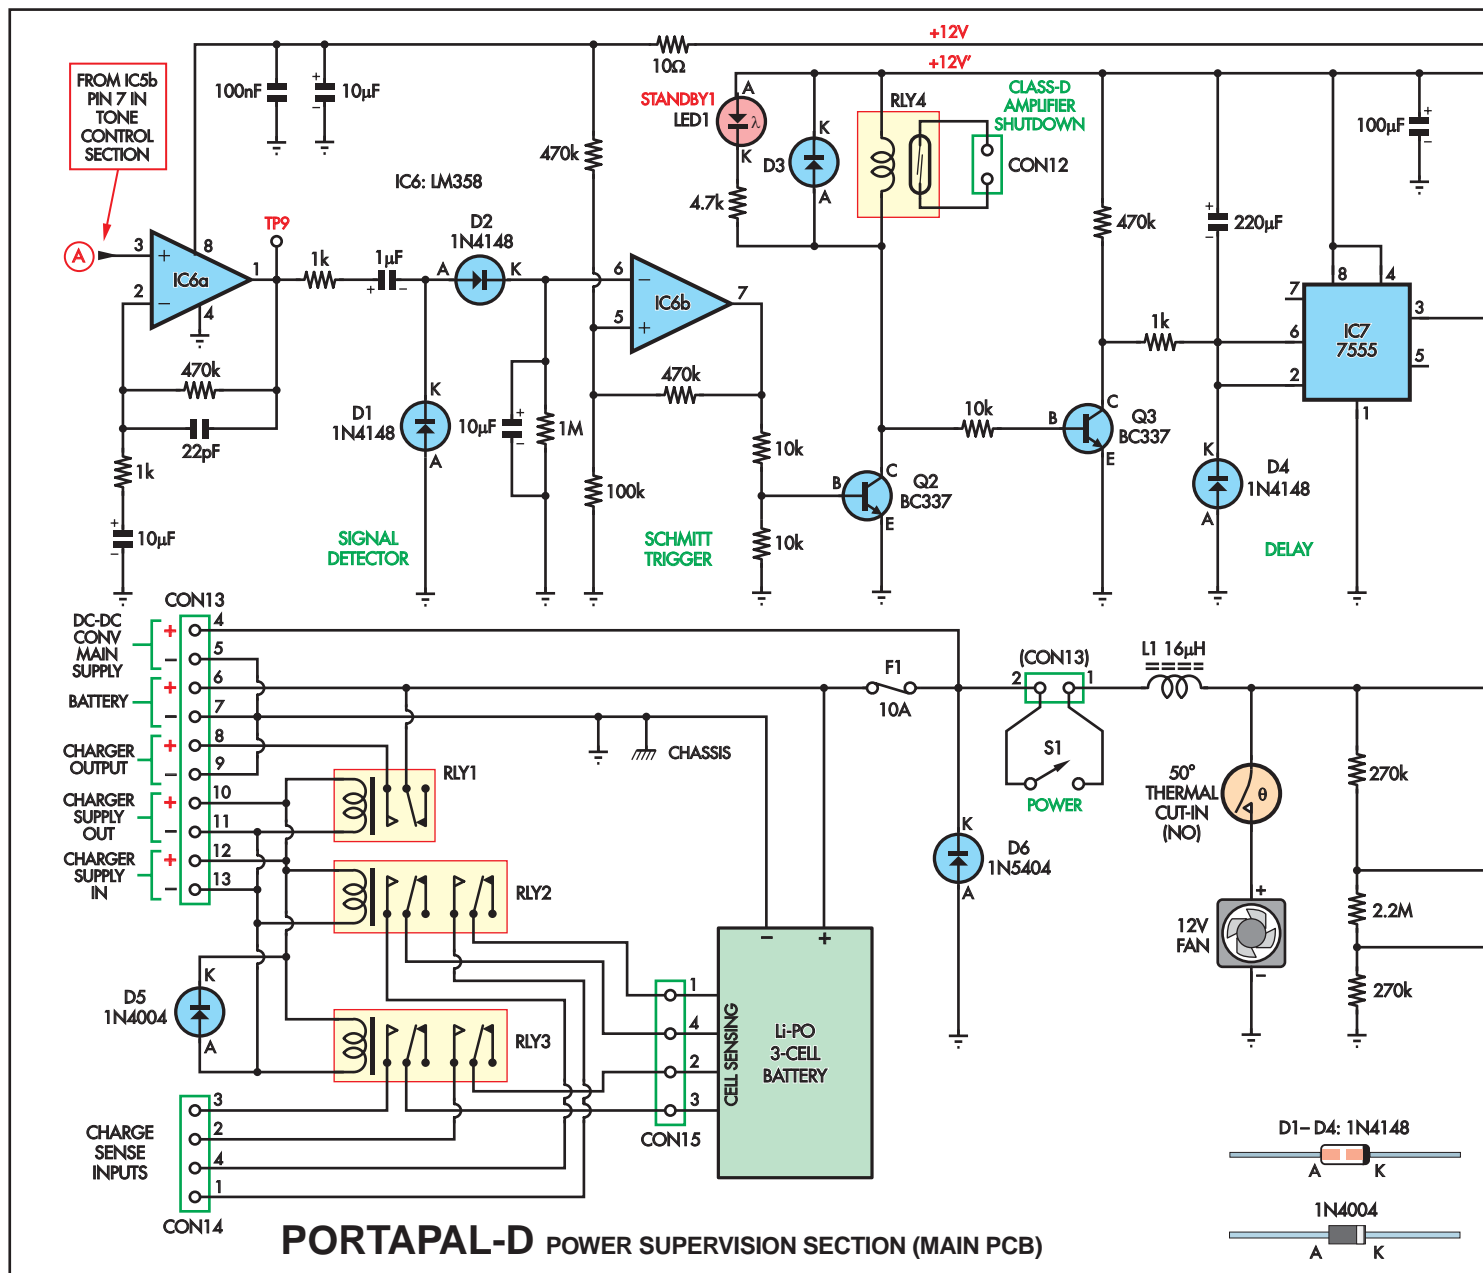 +12V
10Ω
+12V'
FROM IC5b
PIN 7 IN
TONE
CONTROL
SECTION
100nF
+
10µF
–
470k
STANDBY1
LED1
A
λ
K
4.7k
D3
K
A
RLY4
CLASS-D
AMPLIFIER
SHUTDOWN
CON12
100µF
+
–
IC6: LM358
A
3
+
2
–
8
IC6a
1
4
TP9
1k
1µF
+
–
D2
1N4148
A
K
6
–
5
+
IC6b
7
470k
220µF
+
–
8
4
7
6
2
IC7
7555
3
5
1
1k
470k
22pF
1k
+
10µF
–
D1
1N4148
K
A
10µF
+
–
1M
470k
100k
10k
10k
B
C
E
Q2
BC337
10k
B
C
E
Q3
BC337
K
D4
1N4148
A
SIGNAL
DETECTOR
SCHMITT
TRIGGER
DELAY
CON13
DC-DC
CONV
MAIN
SUPPLY
+
4
–
5
BATTERY
+
6
–
7
CHARGER
OUTPUT
+
8
–
9
CHARGER
SUPPLY
OUT
+
10
–
11
CHARGER
SUPPLY
IN
+
12
–
13
CHASSIS
F1
10A
(CON13)
2
1
S1
POWER
L1 16µH
RLY1
RLY2
RLY3
K
D6
1N5404
A
50°
THERMAL
CUT-IN
(NO)
θ
12V
FAN
+
–
270k
2.2M
270k
K
D5
1N4004
A
–
+
Li-PO
3-CELL
BATTERY
CELL SENSING
1
4
2
3
CON15
CHARGE
SENSE
INPUTS
3
2
4
1
CON14
D1– D4: 1N4148
A
K
1N4004
A
K
PORTAPAL-D POWER SUPERVISION SECTION (MAIN PCB)